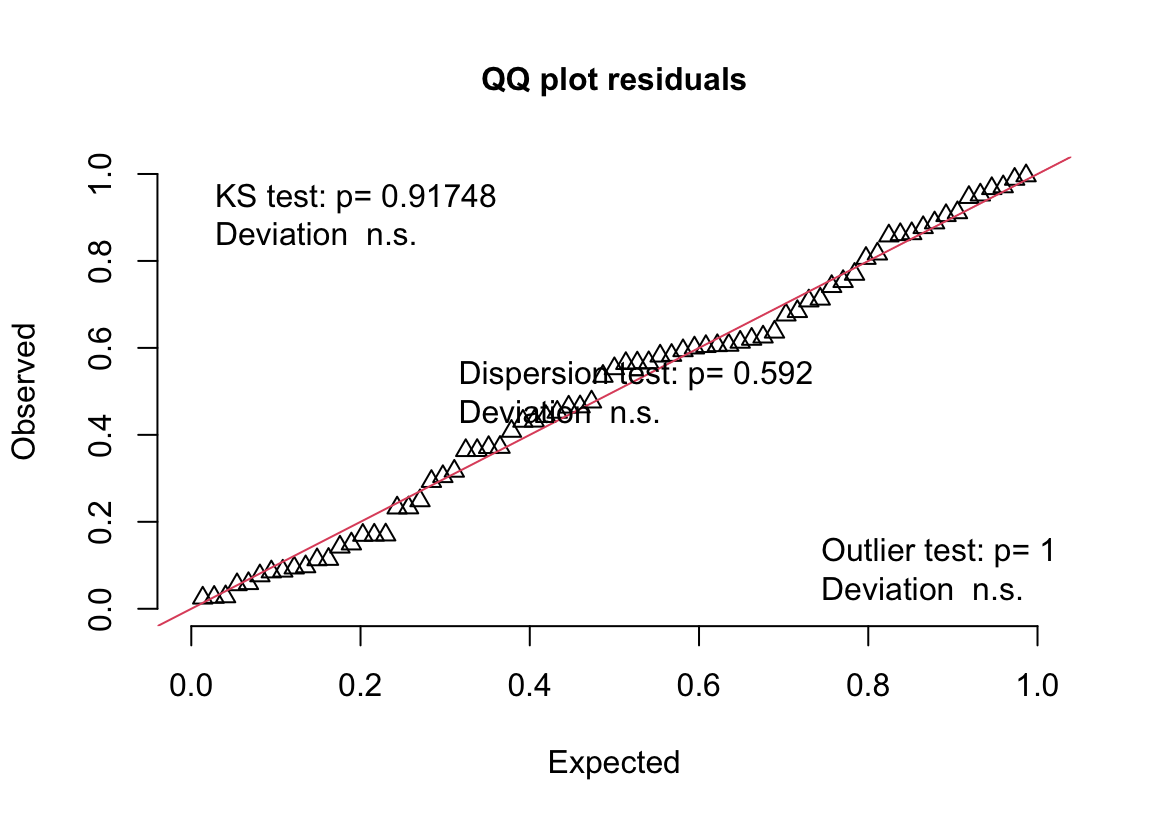 QQ plot residuals
KS test: p= 0.91748
Deviation  n.s.
Dispersion test: p= 0.592
Deviation  n.s.
Outlier test: p= 1
Deviation  n.s.
Observed
0.0
0.2
0.4
0.6
0.8
1.0
0.0
0.2
0.4
0.6
0.8
1.0
Expected